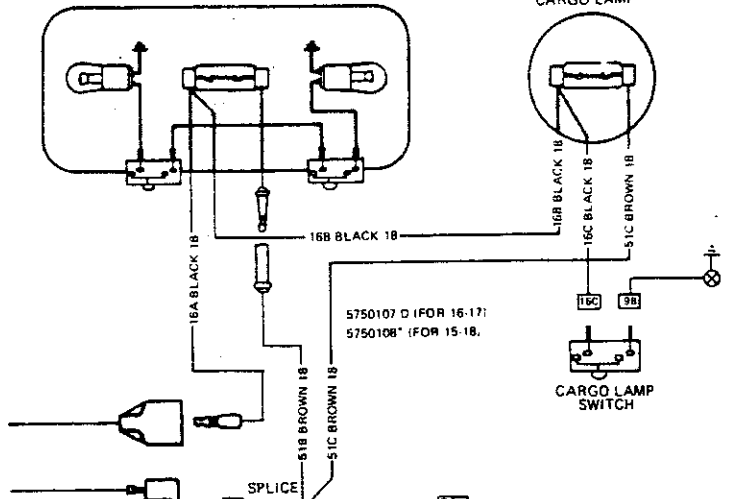 CARGO LAMP
16B BLACK 18
16C BLACK 18
51C BROWN 18
16B BLACK 18
16A BLACK 18
16C
9B
5750107 D (FOR 16-17)
5750108* (FOR 15-18)
CARGO LAMP
SWITCH
51B BROWN 18
51C BROWN 18
SPLICE